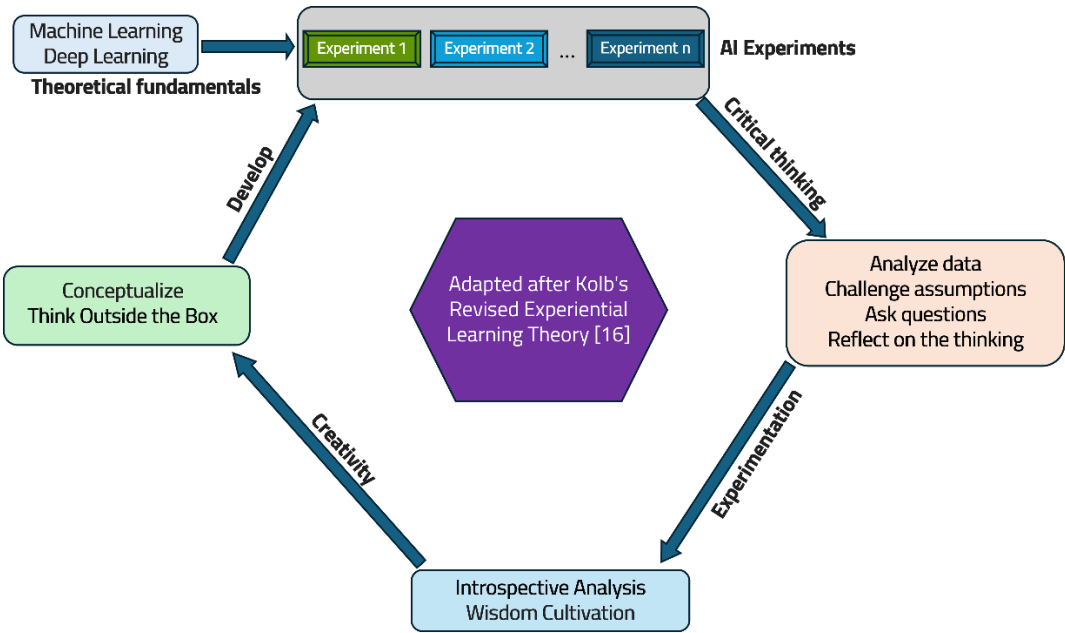 Machine Learning
Deep Learning
Theoretical fundamentals
Experiment 1
Experiment 2
...
Experiment n
AI Experiments
Critical thinking
Analyze data
Challenge assumptions
Ask questions
Reflect on the thinking
Experimentation
Introspective Analysis
Wisdom Cultivation
Creativity
Conceptualize
Think Outside the Box
Develop
Adapted after Kolb's
Revised Experiential
Learning Theory [16]